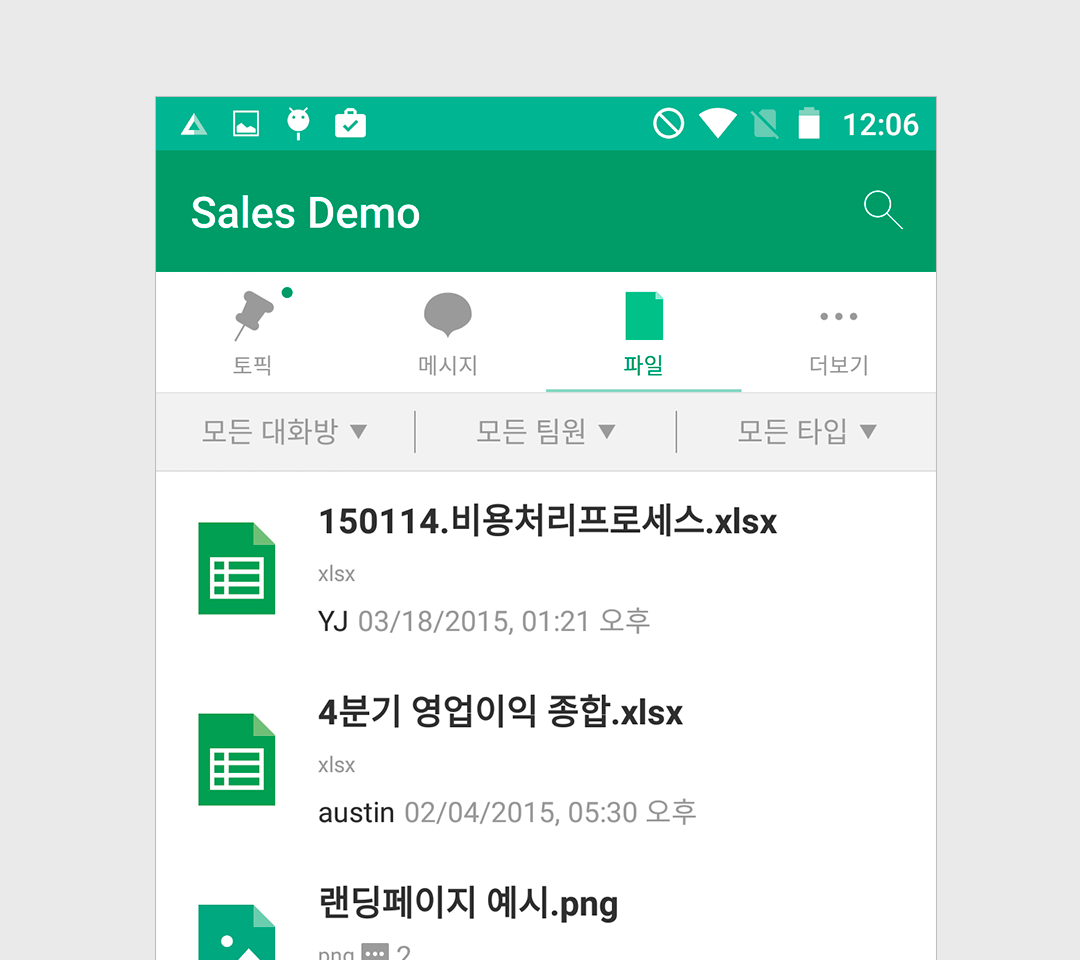 12:06
Sales Demo
토픽 메시지 파일 더보기
모든 대화방 ▼ 모든 팀원 ▼ 모든 타입 ▼
150114.비용처리프로세스.xlsx
xlsx
YJ 03/18/2015, 01:21 오후
4분기 영업이익 종합.xlsx
xlsx
austin 02/04/2015, 05:30 오후
랜딩페이지 예시.png
png 2